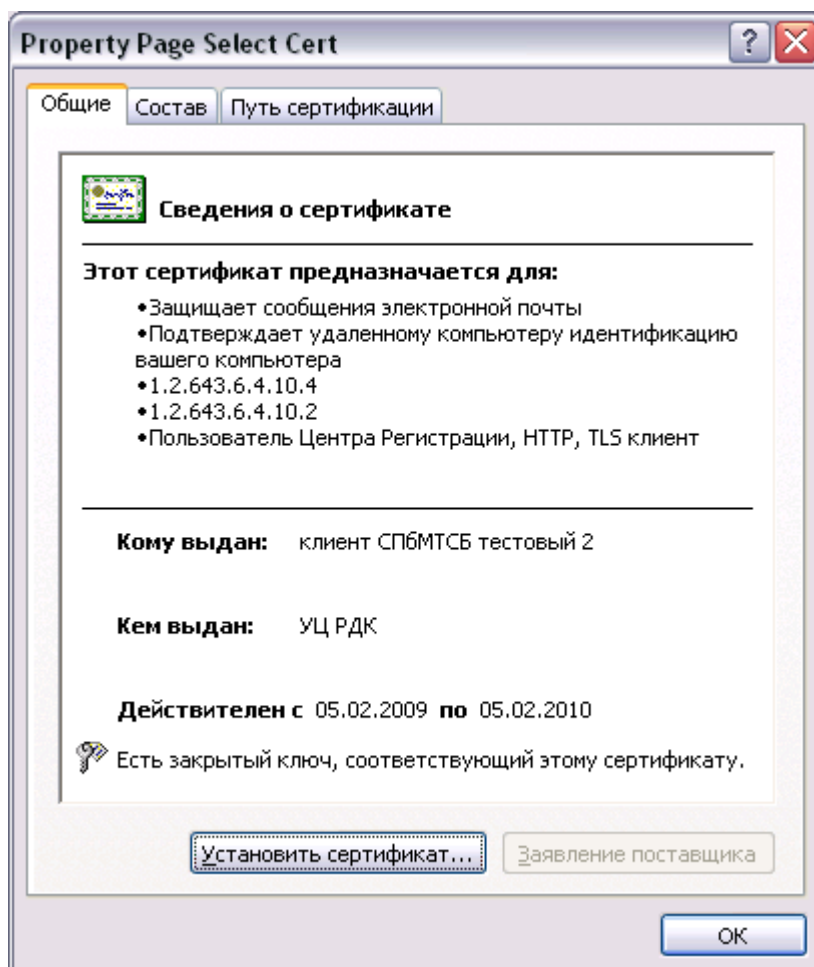 Property Page Select Cert
Общие Состав Путь сертификации
Сведения о сертификате
Этот сертификат предназначается для:
•Защищает сообщения электронной почты
•Подтверждает удаленному компьютеру идентификацию
вашего компьютера
•1.2.643.6.4.10.4
•1.2.643.6.4.10.2
•Пользователь Центра Регистрации, HTTP, TLS клиент
Кому выдан: клиент СПбМТСБ тестовый 2
Кем выдан: УЦ РДК
Действителен с 05.02.2009 по 05.02.2010
Есть закрытый ключ, соответствующий этому сертификату.
Установить сертификат... Заявление поставщика
ОК